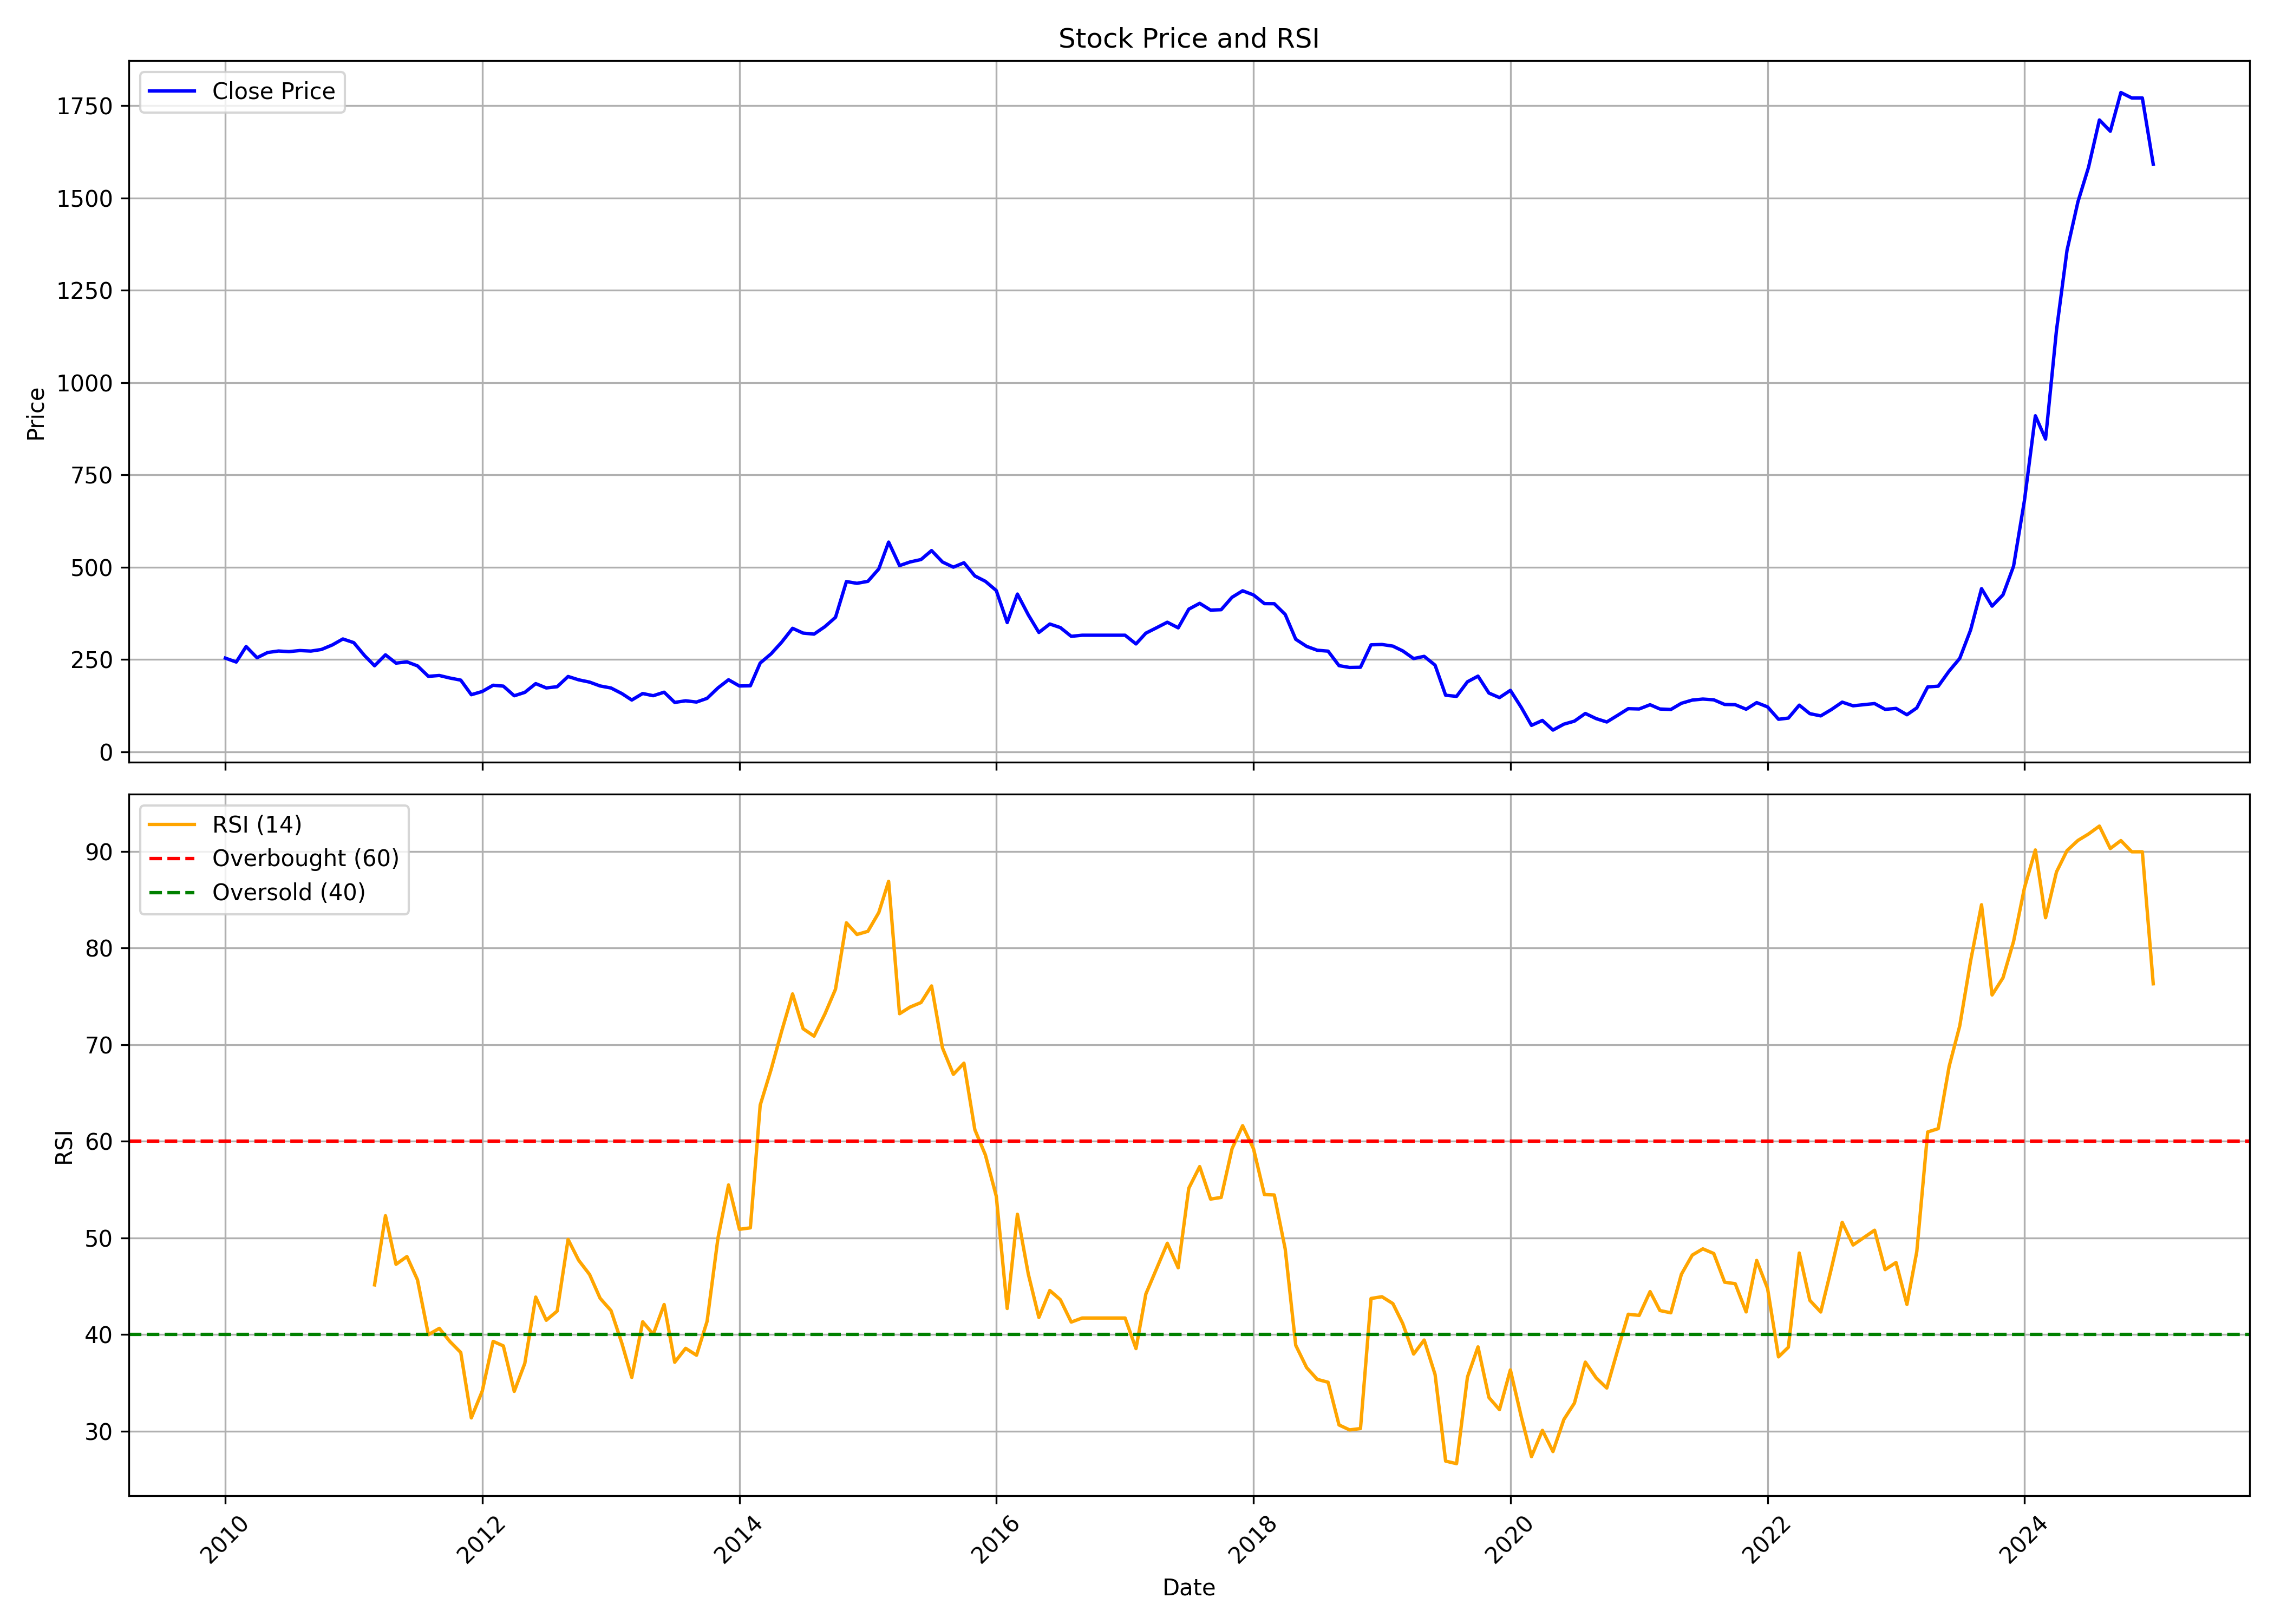 Stock Price and RSI
Close Price
1750
1500
1250
1000
750
500
250
0
Price
RSI (14)
Overbought (60)
Oversold (40)
90
80
70
60
50
40
30
RSI
2010 2012 2014 2016 2018 2020 2022 2024
Date